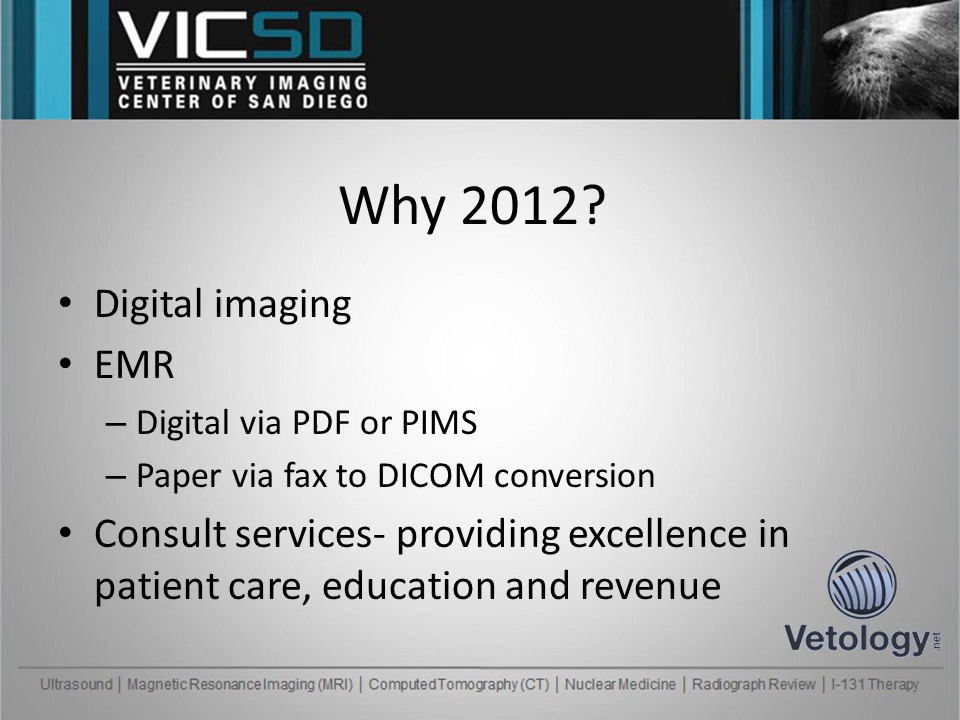 VICSD
VETERINARY IMAGING
CENTER OF SAN DIEGO
Why 2012?
• Digital imaging
• EMR
– Digital via PDF or PIMS
– Paper via fax to DICOM conversion
• Consult services- providing excellence in
patient care, education and revenue
Vetology.net
Ultrasound | Magnetic Resonance Imaging (MRI) | Computed Tomography (CT) | Nuclear Medicine | Radiograph Review | I-131 Therapy